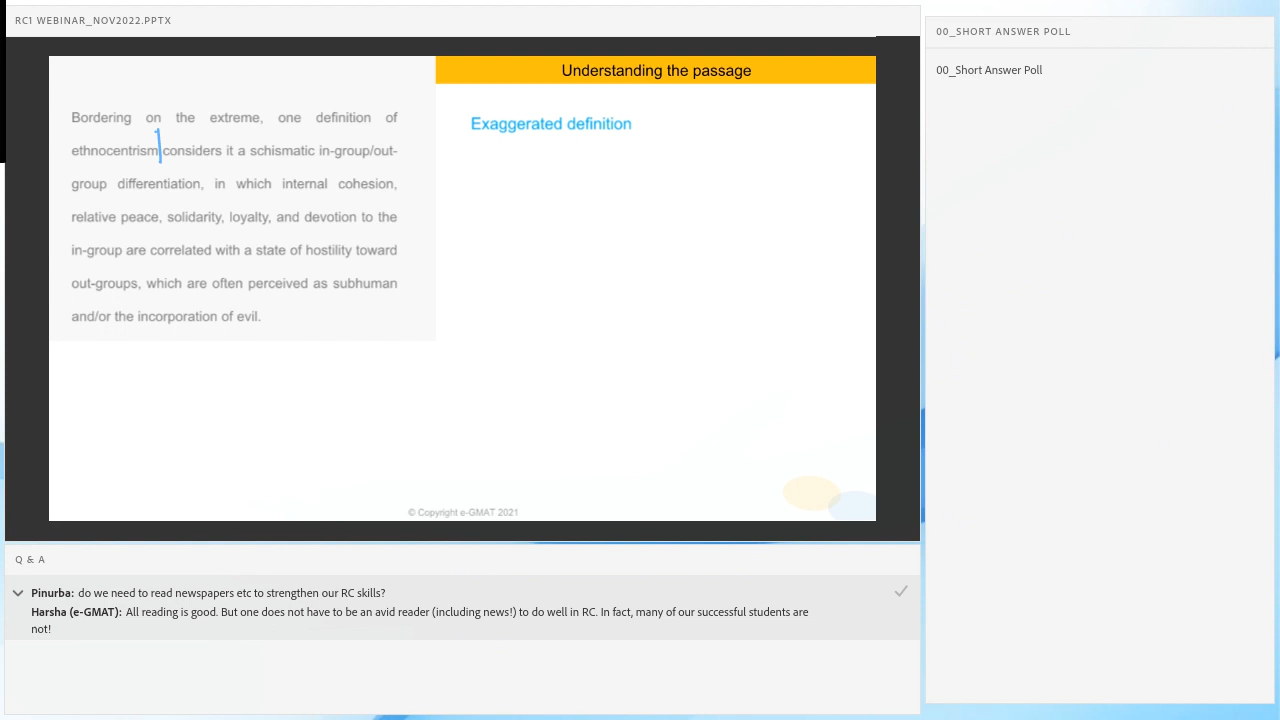 RC1 WEBINAR_NOV2022.PPTX
Understanding the passage
Bordering on the extreme, one definition of
ethnocentrism considers it a schismatic in-group/out-
group differentiation, in which internal cohesion,
relative peace, solidarity, loyalty, and devotion to the
in-group are correlated with a state of hostility toward
out-groups, which are often perceived as subhuman
and/or the incorporation of evil.
Exaggerated definition
© Copyright e-GMAT 2021
Q & A
Pinurba: do we need to read newspapers etc to strengthen our RC skills?
Harsha (e-GMAT): All reading is good. But one does not have to be an avid reader (including news!) to do well in RC. In fact, many of our successful students are
not!
00_SHORT ANSWER POLL
00_Short Answer Poll